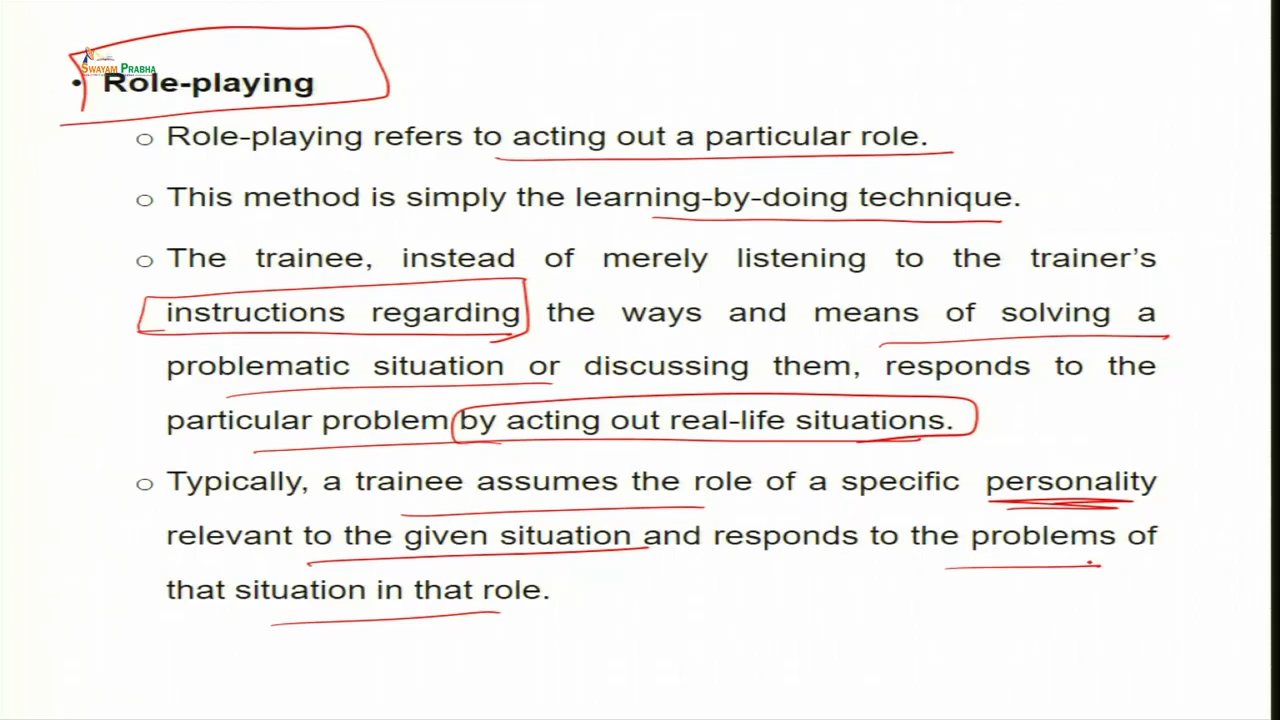 SWAYAM PRABHA
• Role-playing
○ Role-playing refers to acting out a particular role.
○ This method is simply the learning-by-doing technique.
○ The trainee, instead of merely listening to the trainer’s
instructions regarding the ways and means of solving a
problematic situation or discussing them, responds to the
particular problem by acting out real-life situations.
○ Typically, a trainee assumes the role of a specific personality
relevant to the given situation and responds to the problems of
that situation in that role.